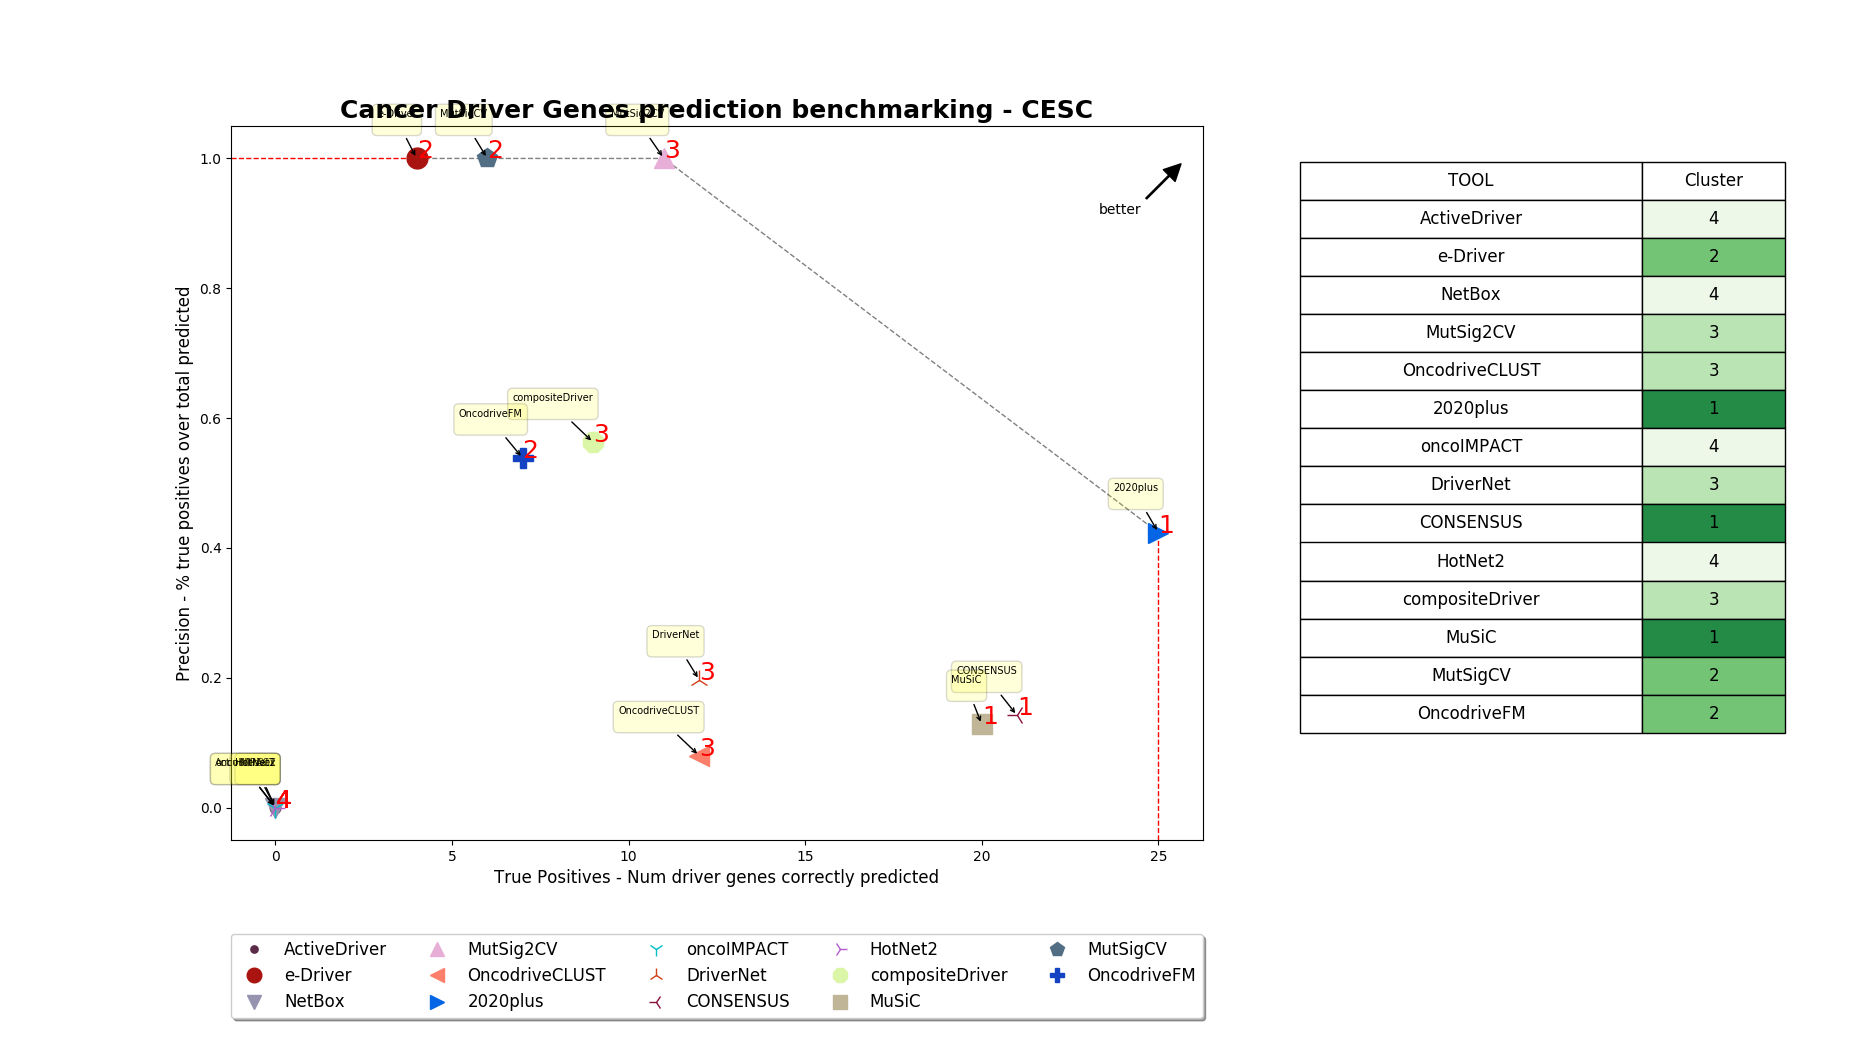 Cancer Driver Genes prediction benchmarking - CESC
e-Driver
MutSigCV
MutSig2CV
2
2
3
better
compositeDriver
OncodriveFM
3
2
2020plus
1
DriverNet
3
CONSENSUS
MuSiC
1
1
OncodriveCLUST
3
HotNet2
4
Precision - % true positives over total predicted
1.0
0.8
0.6
0.4
0.2
0.0
0 5 10 15 20 25
True Positives - Num driver genes correctly predicted
ActiveDriver MutSig2CV oncoIMPACT HotNet2 MutSigCV
e-Driver OncodriveCLUST DriverNet compositeDriver OncodriveFM
NetBox 2020plus CONSENSUS MuSiC
TOOL Cluster
ActiveDriver 4
e-Driver 2
NetBox 4
MutSig2CV 3
OncodriveCLUST 3
2020plus 1
oncoIMPACT 4
DriverNet 3
CONSENSUS 1
HotNet2 4
compositeDriver 3
MuSiC 1
MutSigCV 2
OncodriveFM 2